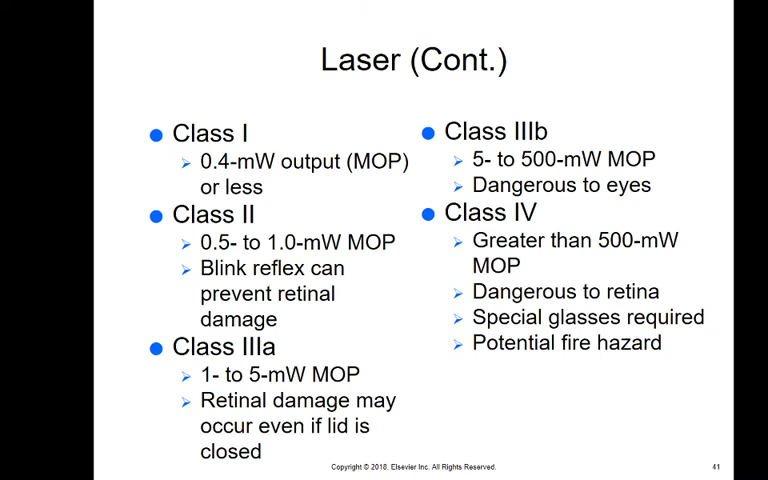 Laser (Cont.)
Class I
0.4-mW output (MOP)
or less
Class II
0.5- to 1.0-mW MOP
Blink reflex can
prevent retinal
damage
Class IIIa
1- to 5-mW MOP
Retinal damage may
occur even if lid is
closed
Class IIIb
5- to 500-mW MOP
Dangerous to eyes
Class IV
Greater than 500-mW
MOP
Dangerous to retina
Special glasses required
Potential fire hazard
Copyright © 2018. Elsevier Inc. All Rights Reserved.
41